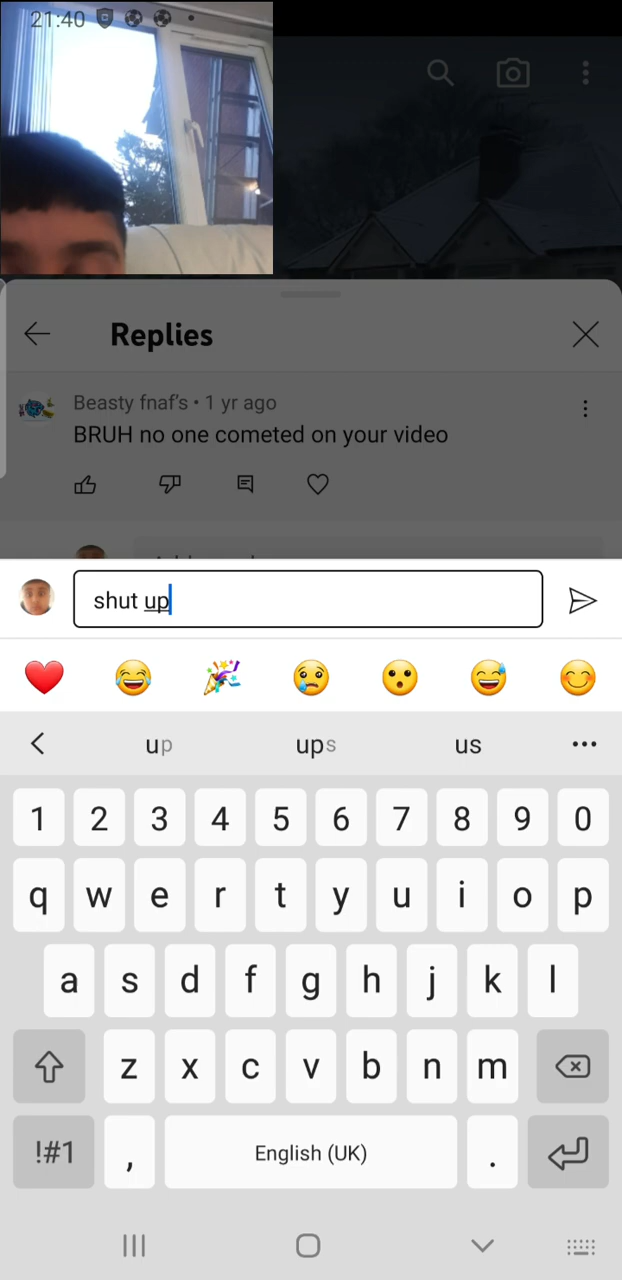 21:40
Replies
Beasty fnaf's • 1 yr ago
BRUH no one cometed on your video
shut up
up ups us
1 2 3 4 5 6 7 8 9 0
q w e r t y u i o p
a s d f g h j k l
z x c v b n m
!#1 , English (UK) .